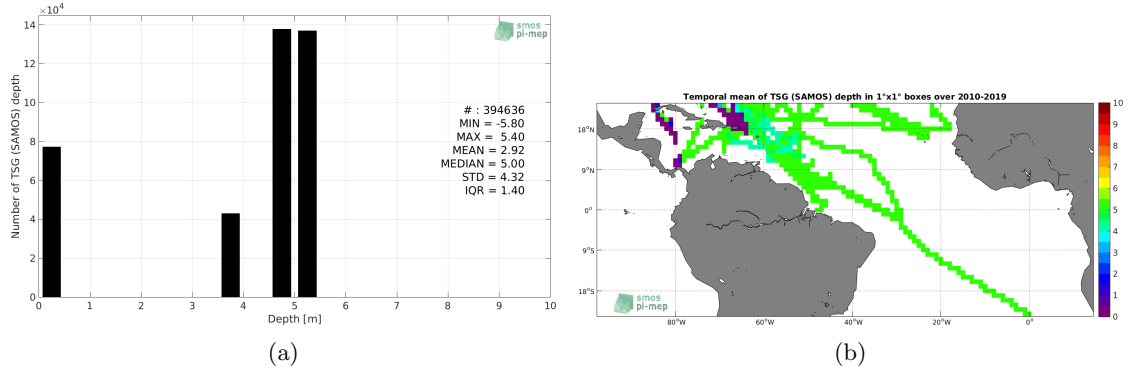 ×10⁴
14
12
10
8
6
4
2
0
0 1 2 3 4 5 6 7 8 9 10
Number of TSG (SAMOS) depth
Depth [m]
smos
pi-mep
# : 394636
MIN = -5.80
MAX = 5.40
MEAN = 2.92
MEDIAN = 5.00
STD = 4.32
IQR = 1.40
(a)
Temporal mean of TSG (SAMOS) depth in 1°x1° boxes over 2010-2019
18°N
9°N
0°
9°S
18°S
80°W 60°W 40°W 20°W 0°
10
9
8
7
6
5
4
3
2
1
0
smos
pi-mep
(b)